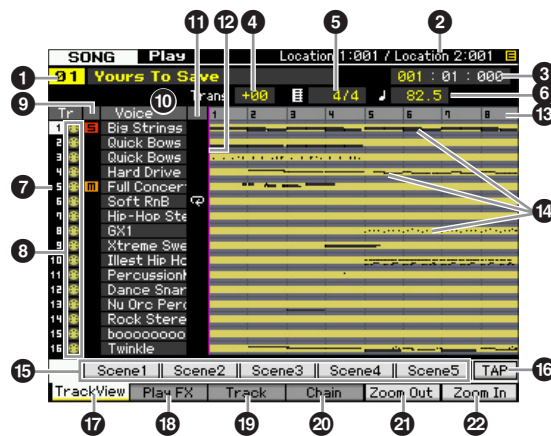 11 12 4 5 2
SONG Play Location 1:001 / Location 2:001 E
1 01 Yours To Save 001 : 01 : 000 3
Trans +00 4/4 82.5 6
9 10 13
Tr Voice 1 2 3 4 5 6 7 8
1 S Big Strings
2 Quick Bows
3 Quick Bows
4 Hard Drive
7 5 m Full Concer
6 Soft RnB
7 Hip-Hop Ste 14
8 GX1
8 9 Xtreme Swe
10 Illest Hip Ho
11 Percussion
12 Dance Snar
13 Nu Orc Perc
14 Rock Stere
15 booooooooo
16 Twinkle
15 Scene1 Scene2 Scene3 Scene4 Scene5 TAP 16
TrackView Play FX Track Chain Zoom Out Zoom In
17 18 19 20 21 22